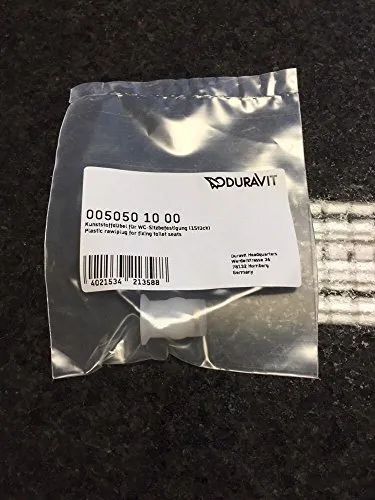 DURAVIT
005050 10 00
Kunststoffdübel für WC-Sitzbefestigung (1Stück)
Plastic rawlplug for fixing toilet seats
Duravit Headquarters
Werderstrasse 36
78132 Hornberg
Germany
4021534 213588